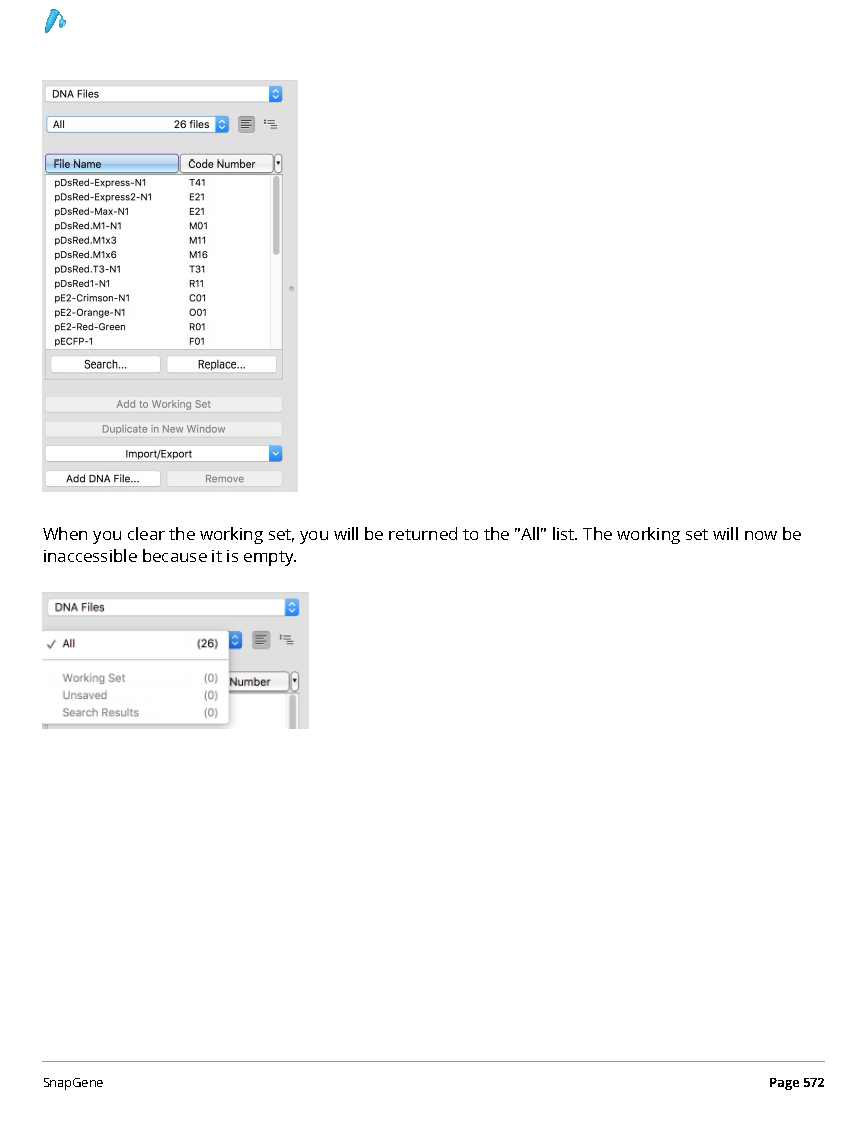 DNA Files
All 26 files
File Name Code Number
pDsRed-Express-N1 T41
pDsRed-Express2-N1 E21
pDsRed-Max-N1 E21
pDsRed.M1-N1 M01
pDsRed.M1x3 M11
pDsRed.M1x6 M16
pDsRed.T3-N1 T31
pDsRed1-N1 R11
pE2-Crimson-N1 C01
pE2-Orange-N1 O01
pE2-Red-Green R01
pECFP-1 F01
Search... Replace...
Add to Working Set
Duplicate in New Window
Import/Export
Add DNA File... Remove
When you clear the working set, you will be returned to the "All" list. The working set will now be
inaccessible because it is empty.
DNA Files
✓ All (26)
Number
Working Set (0)
Unsaved (0)
Search Results (0)
SnapGene Page 572